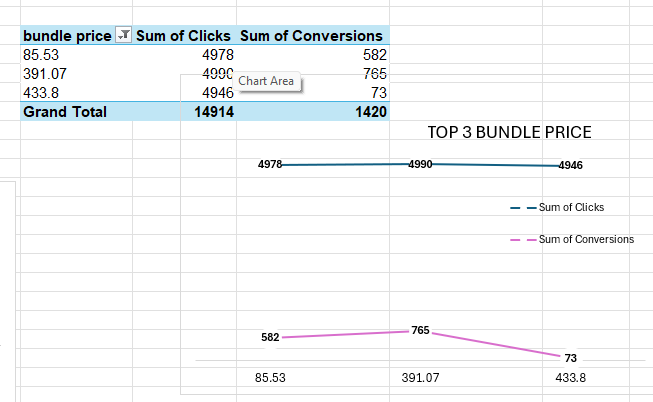 bundle price Sum of Clicks Sum of Conversions
85.53 4978 582
391.07 4990 765
Chart Area
433.8 4946 73
Grand Total 14914 1420
TOP 3 BUNDLE PRICE
4978 4990 4946
Sum of Clicks
Sum of Conversions
582 765 73
85.53 391.07 433.8